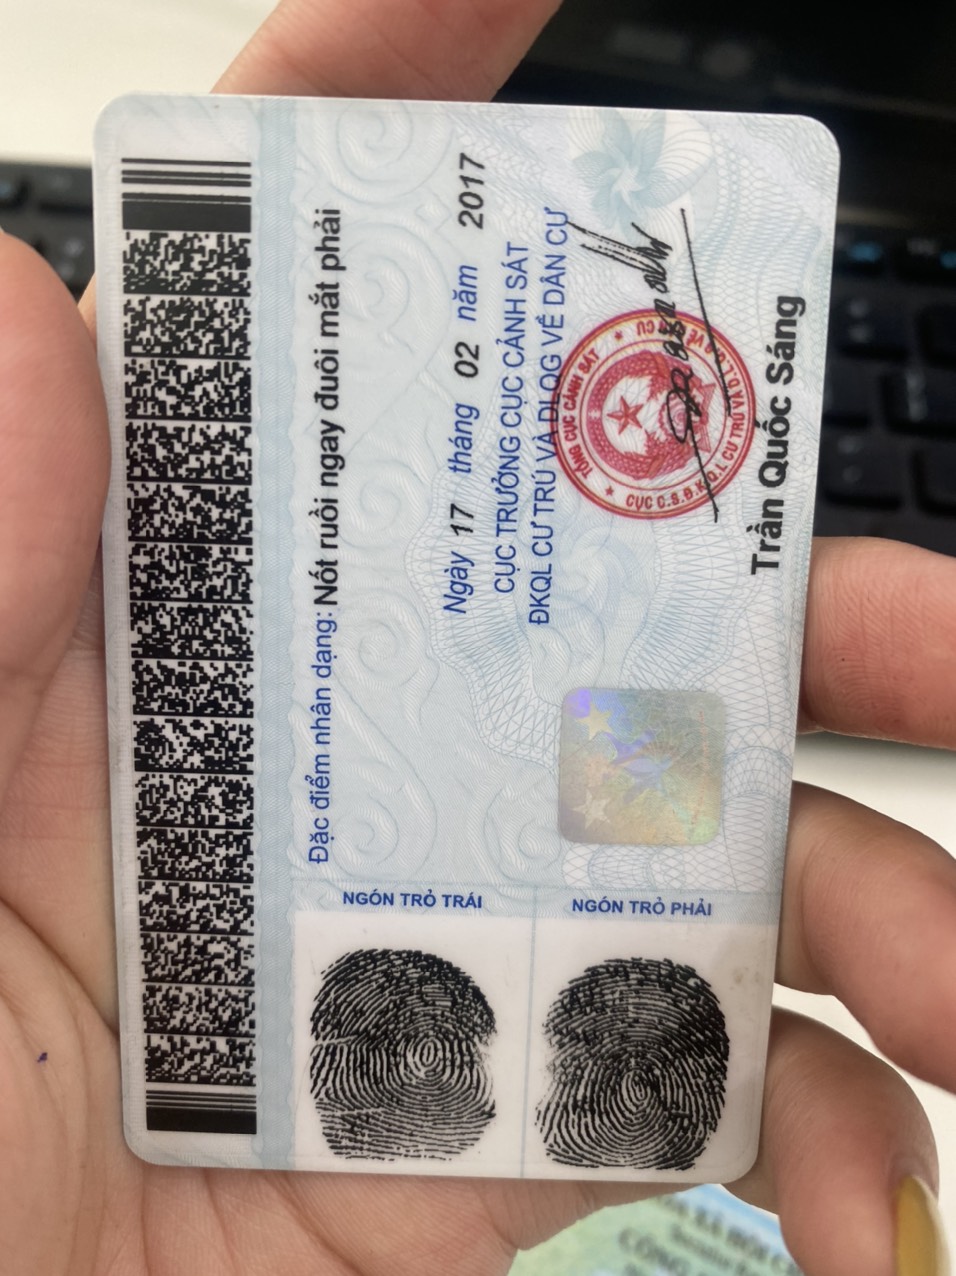 Đặc điểm nhân dạng: Nốt ruồi ngay đuôi mắt phải
Ngày 17 tháng 02 năm 2017
CỤC TRƯỞNG CỤC CẢNH SÁT
ĐKQL CƯ TRÚ VÀ DLQG VỀ DÂN CƯ
TỔNG CỤC CẢNH SÁT
CỤC C.S.Đ.K.Q.L CƯ TRÚ VÀ D.L.Q.G VỀ
Trần Quốc Sáng
NGÓN TRỎ TRÁI
NGÓN TRỎ PHẢI